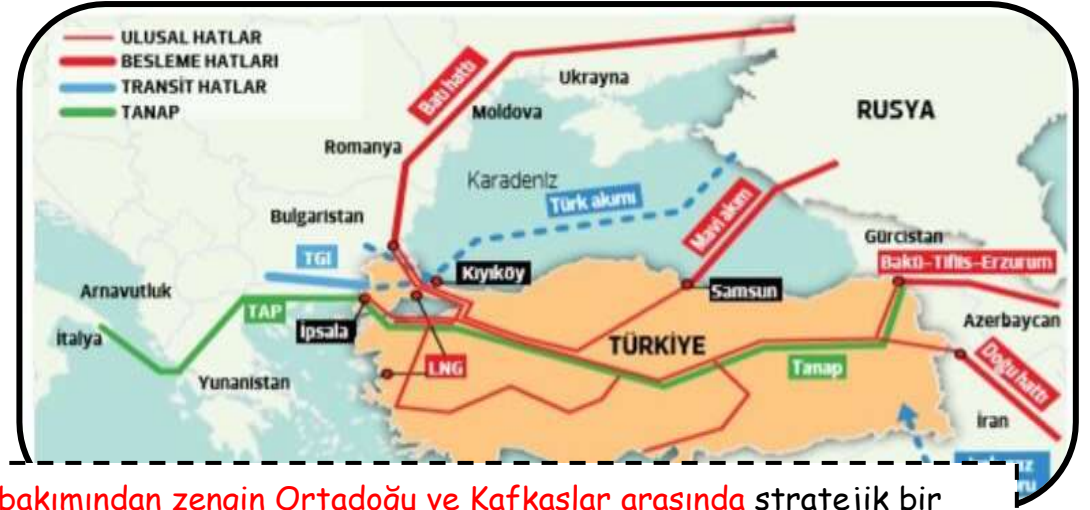 ULUSAL HATLAR
BESLEME HATLARI
TRANSİT HATLAR
TANAP
Batı hattı
Ukrayna
Moldova
RUSYA
Romanya
Karadeniz
Türk akımı
Mavi akım
Bulgaristan
TGI
Gürcistan
Bakü-Tiflis-Erzurum
Kıyıköy
Samsun
Arnavutluk
TAP
İpsala
Azerbaycan
İtalya
TÜRKİYE
Doğu hattı
LNG
Tanap
Yunanistan
İran
bakımından zengin Ortadoğu ve Kafkaslar arasında stratejik bir